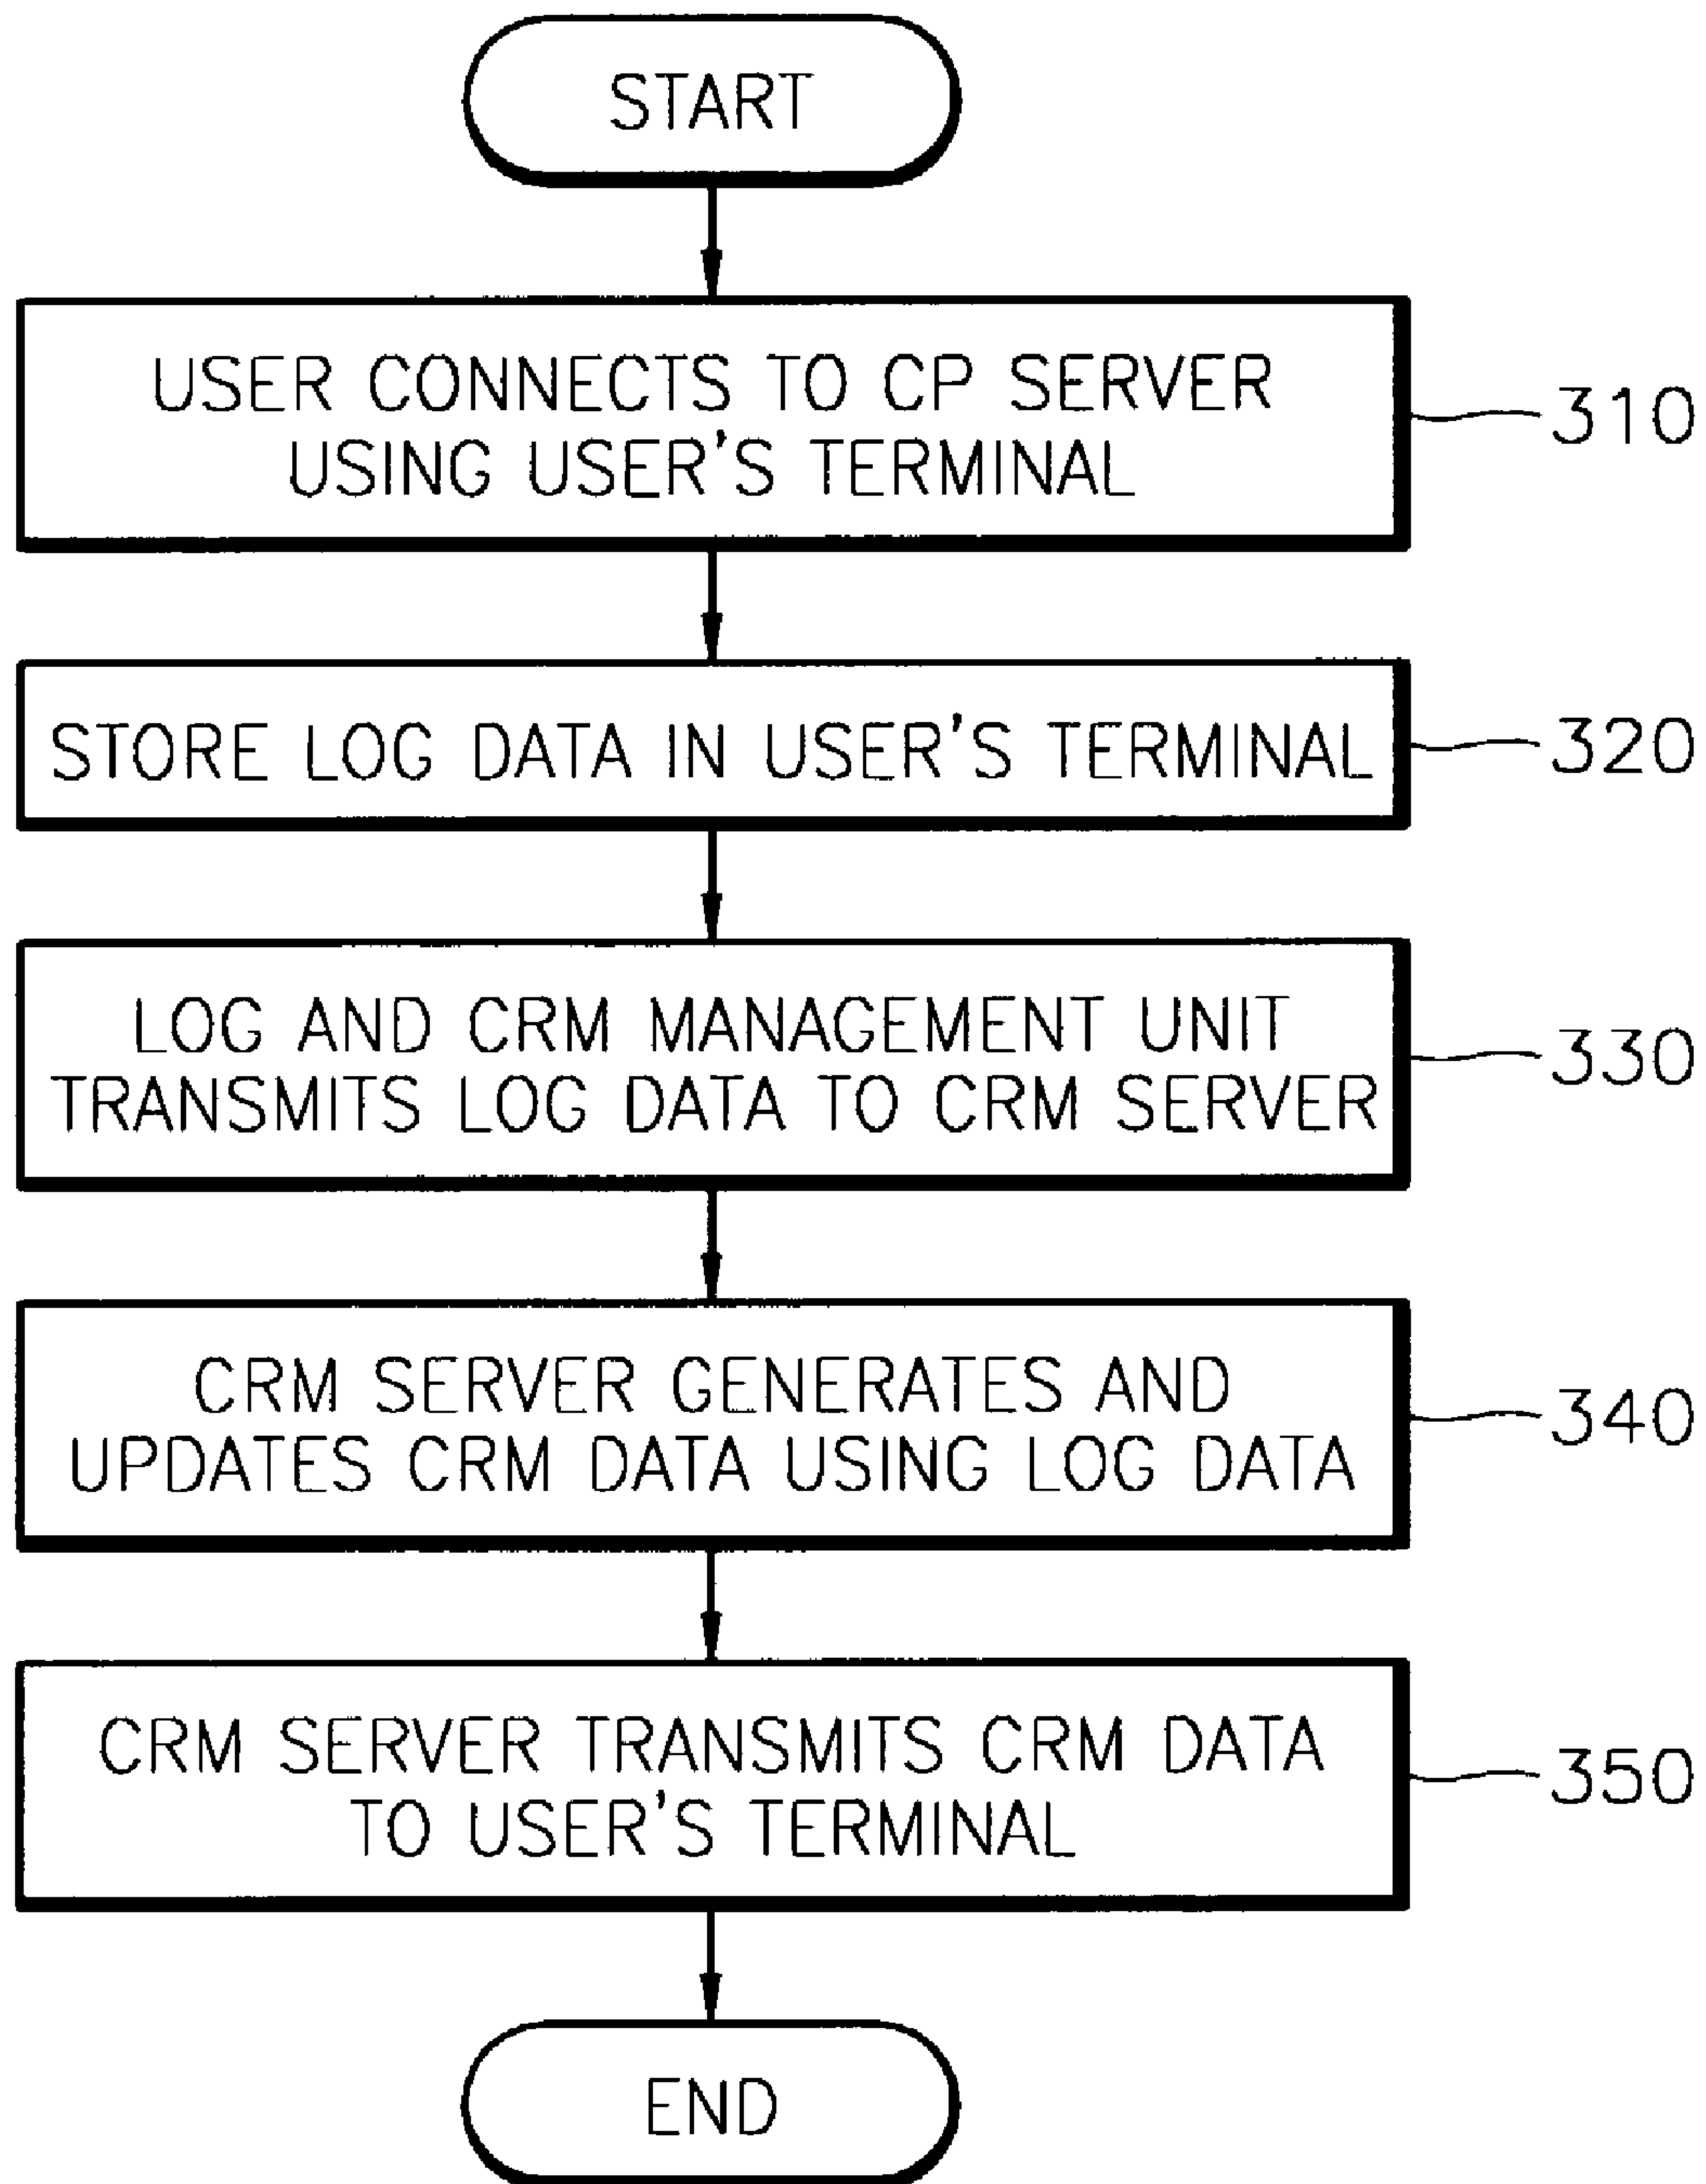 START
USER CONNECTS TO CP SERVER
USING USER'S TERMINAL
310
STORE LOG DATA IN USER'S TERMINAL
320
LOG AND CRM MANAGEMENT UNIT
TRANSMITS LOG DATA TO CRM SERVER
330
CRM SERVER GENERATES AND
UPDATES CRM DATA USING LOG DATA
340
CRM SERVER TRANSMITS CRM DATA
TO USER'S TERMINAL
350
END